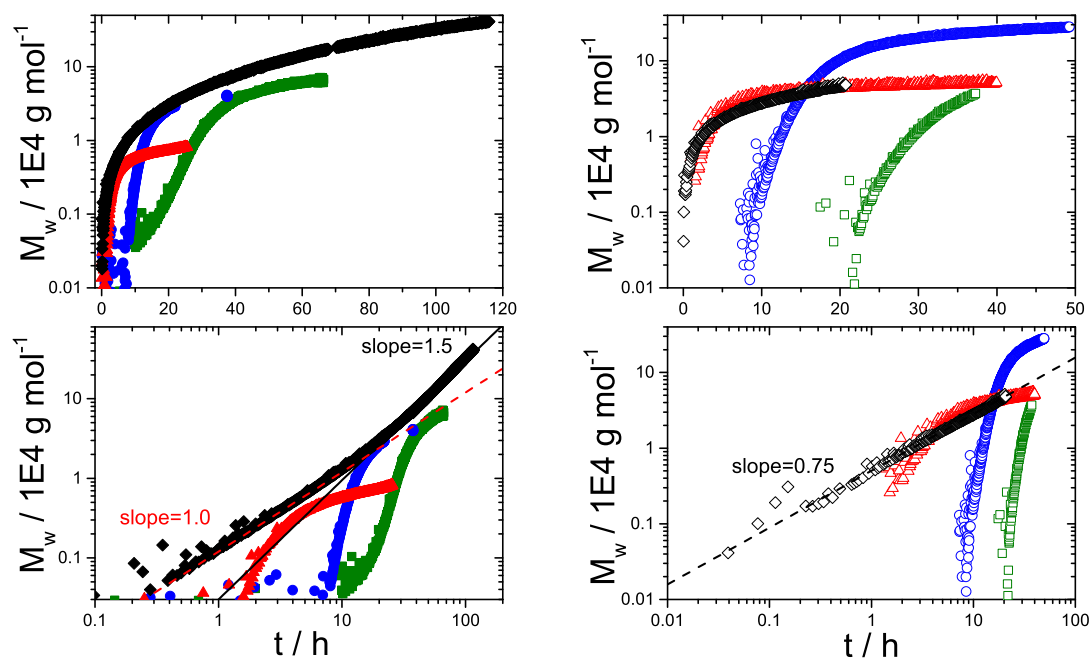 M_w / 1E4 g mol^-1
10
1
0.1
0.01
0 20 40 60 80 100 120
M_w / 1E4 g mol^-1
10
1
0.1
0.01
0 10 20 30 40 50
M_w / 1E4 g mol^-1
10
1
0.1
slope=1.5
slope=1.0
0.1 1 10 100
t / h
M_w / 1E4 g mol^-1
10
1
0.1
0.01
slope=0.75
0.01 0.1 1 10 100
t / h